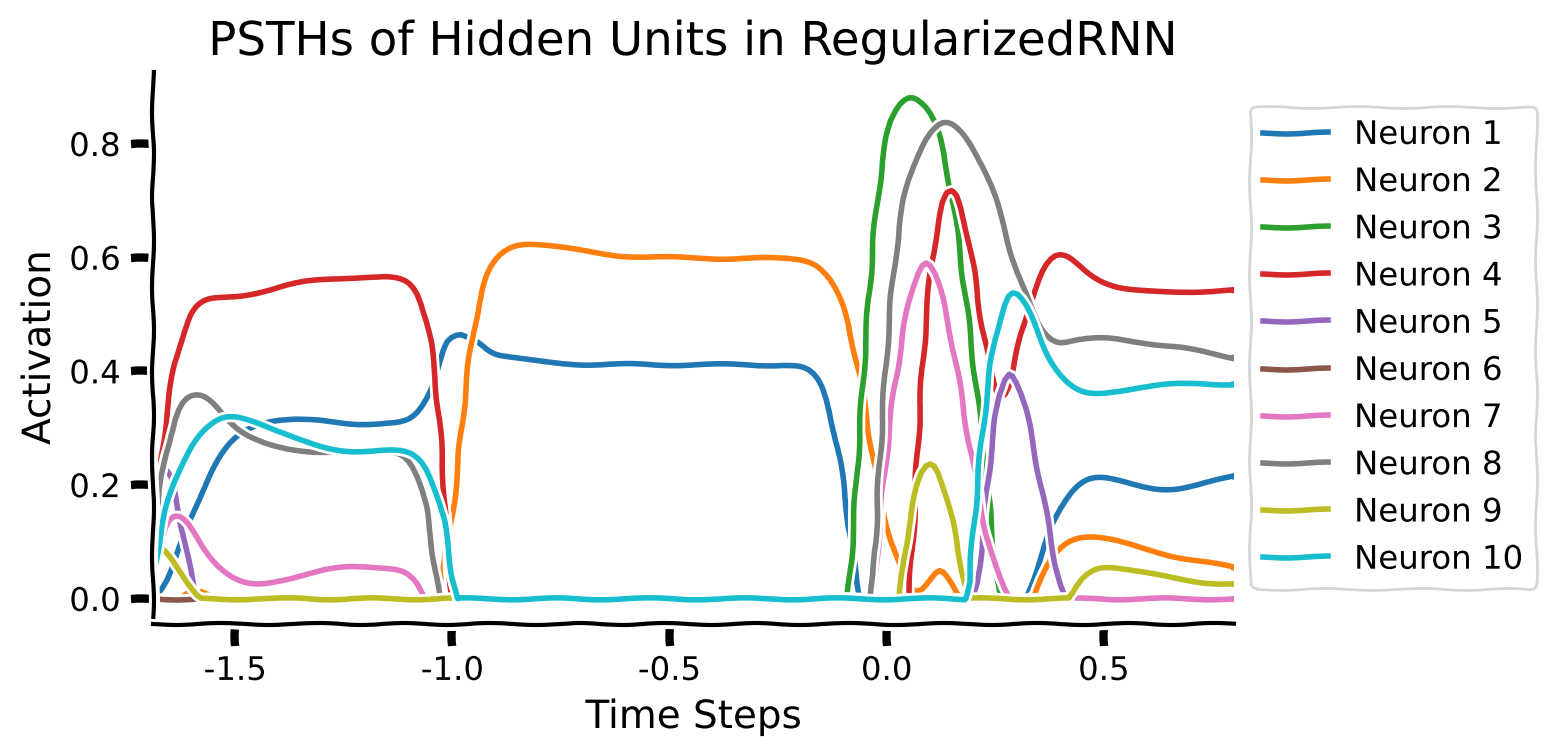 PSTHs of Hidden Units in RegularizedRNN
Activation
0.8
0.6
0.4
0.2
0.0
-1.5
-1.0
-0.5
0.0
0.5
Time Steps
Neuron 1
Neuron 2
Neuron 3
Neuron 4
Neuron 5
Neuron 6
Neuron 7
Neuron 8
Neuron 9
Neuron 10